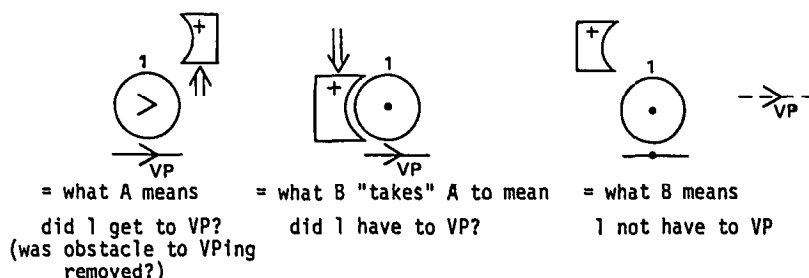 + + +
1 1 1
> • •
VP VP VP
= what A means = what B "takes" A to mean = what B means
did 1 get to VP? did 1 have to VP? 1 not have to VP
(was obstacle to VPing
removed?)